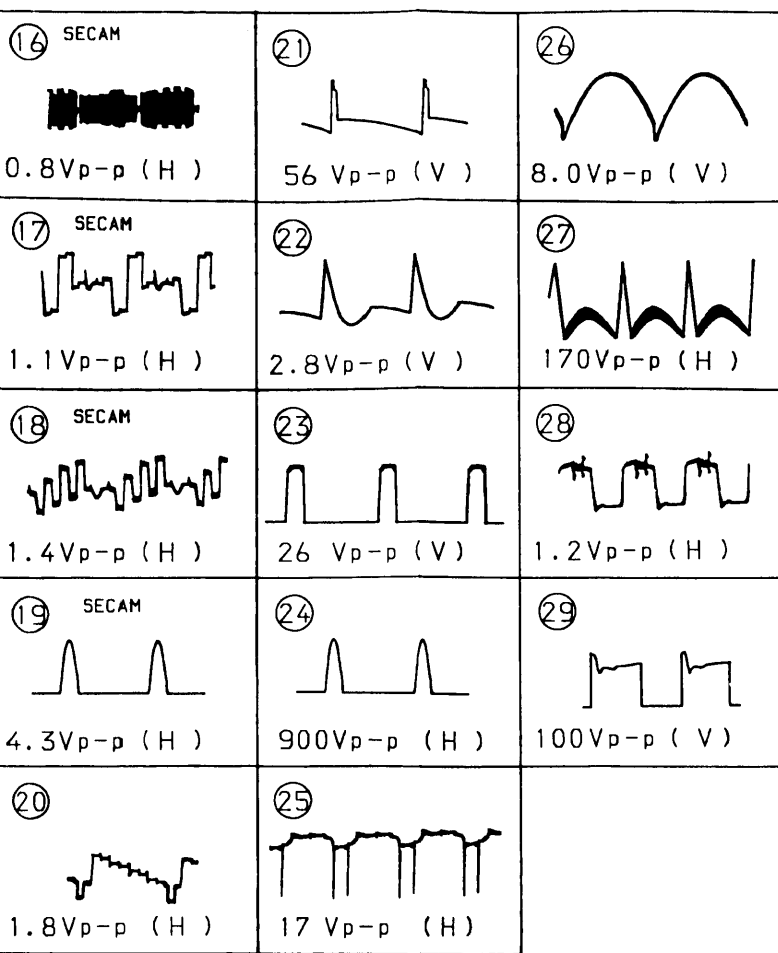 16 SECAM
0.8Vp-p (H)
21
56 Vp-p (V)
26
8.0Vp-p (V)
17 SECAM
1.1Vp-p (H)
22
2.8Vp-p (V)
27
170Vp-p (H)
18 SECAM
1.4Vp-p (H)
23
26 Vp-p (V)
28
1.2Vp-p (H)
19 SECAM
4.3Vp-p (H)
24
900Vp-p (H)
29
100Vp-p (V)
20
1.8Vp-p (H)
25
17 Vp-p (H)